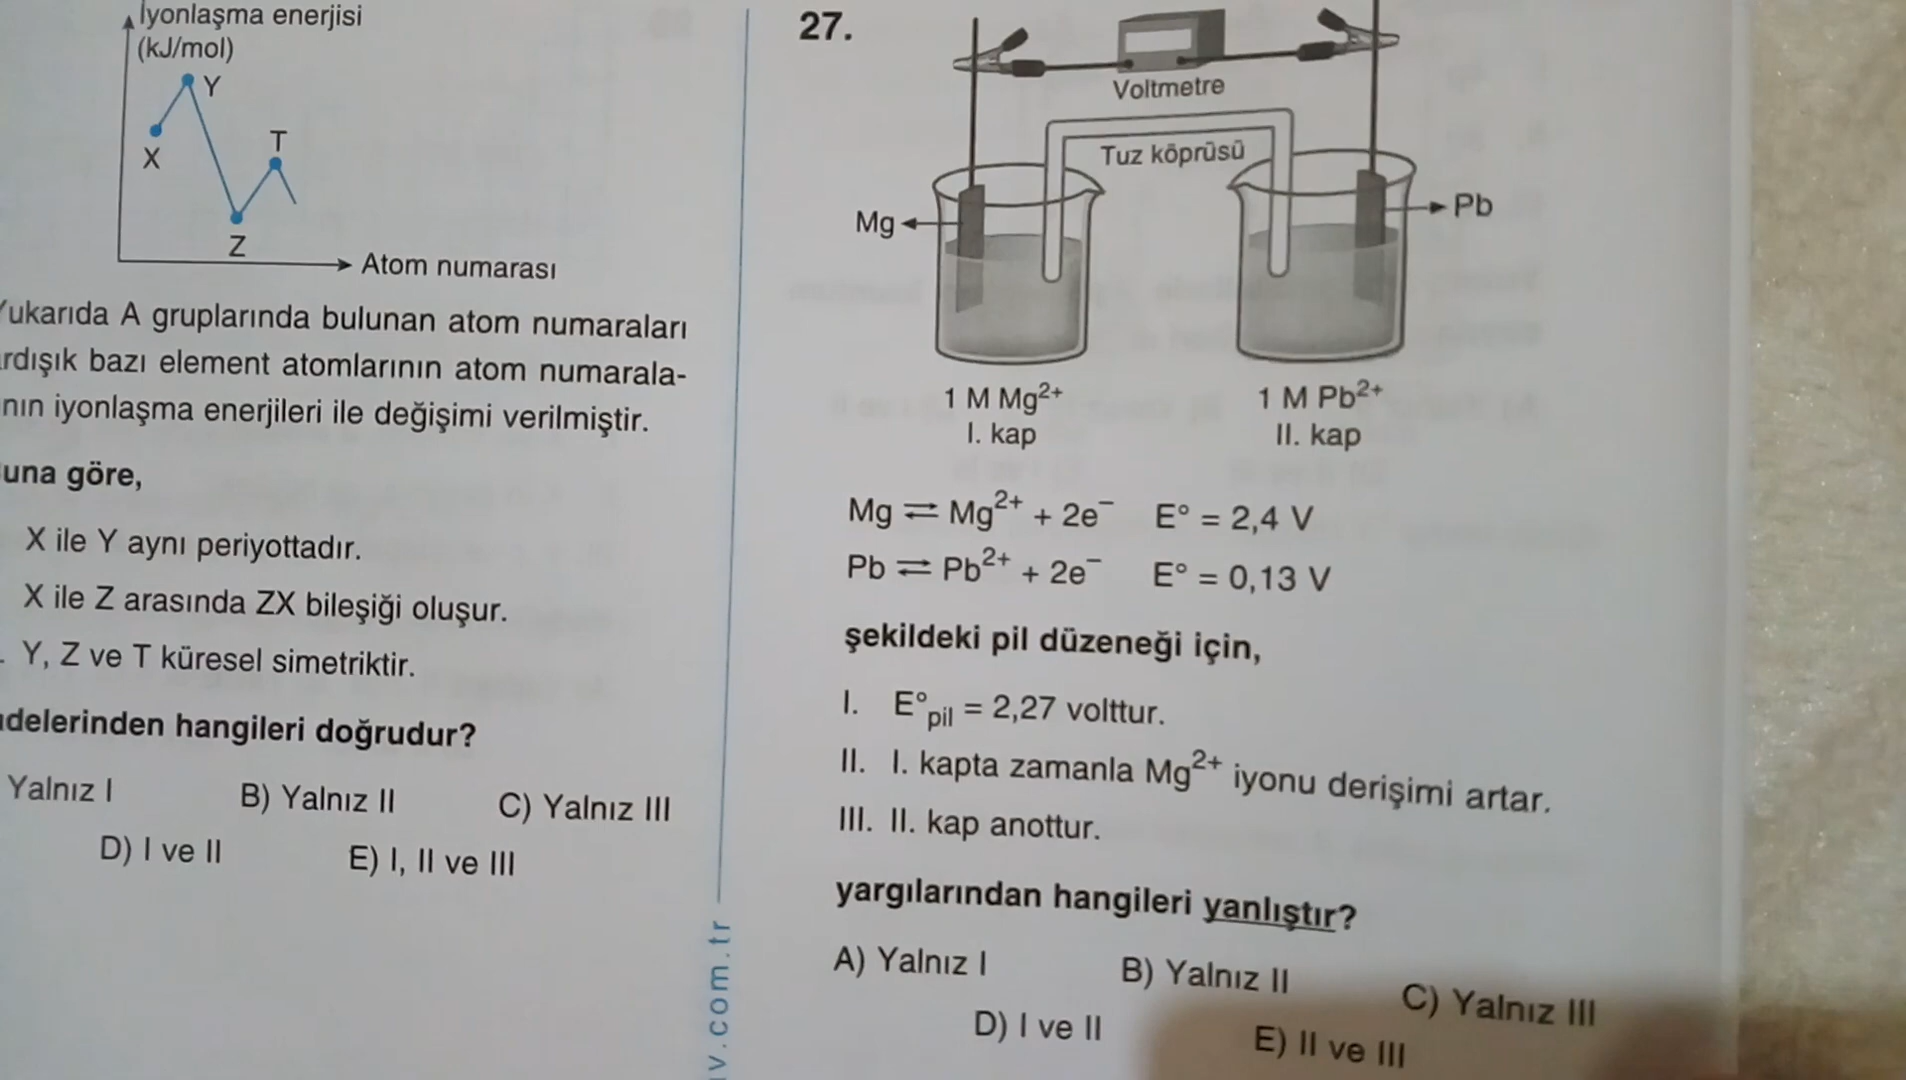 İyonlaşma enerjisi
(kJ/mol)
Y
X
T
Z
Atom numarası
Yukarıda A gruplarında bulunan atom numaraları
bazı element atomlarının atom numarala-
iyonlaşma enerjileri ile değişimi verilmiştir.
göre,
X ile Y aynı periyottadır.
X ile Z arasında ZX bileşiği oluşur.
Y, Z ve T küresel simetriktir.
hangileri doğrudur?
Yalnız I
B) Yalnız II
C) Yalnız III
D) I ve II
E) I, II ve III
27.
Voltmetre
Tuz köprüsü
Mg
Pb
1 M Mg²⁺
I. kap
1 M Pb²⁺
II. kap
Mg ⇌ Mg²⁺ + 2e⁻ E° = 2,4 V
Pb ⇌ Pb²⁺ + 2e⁻ E° = 0,13 V
şekildeki pil düzeneği için,
I. E°pil = 2,27 volttur.
II. I. kapta zamanla Mg²⁺ iyonu derişimi artar.
III. II. kap anottur.
yargılarından hangileri yanlıştır?
A) Yalnız I
B) Yalnız II
C) Yalnız III
D) I ve II
E) II ve III
v.com.tr